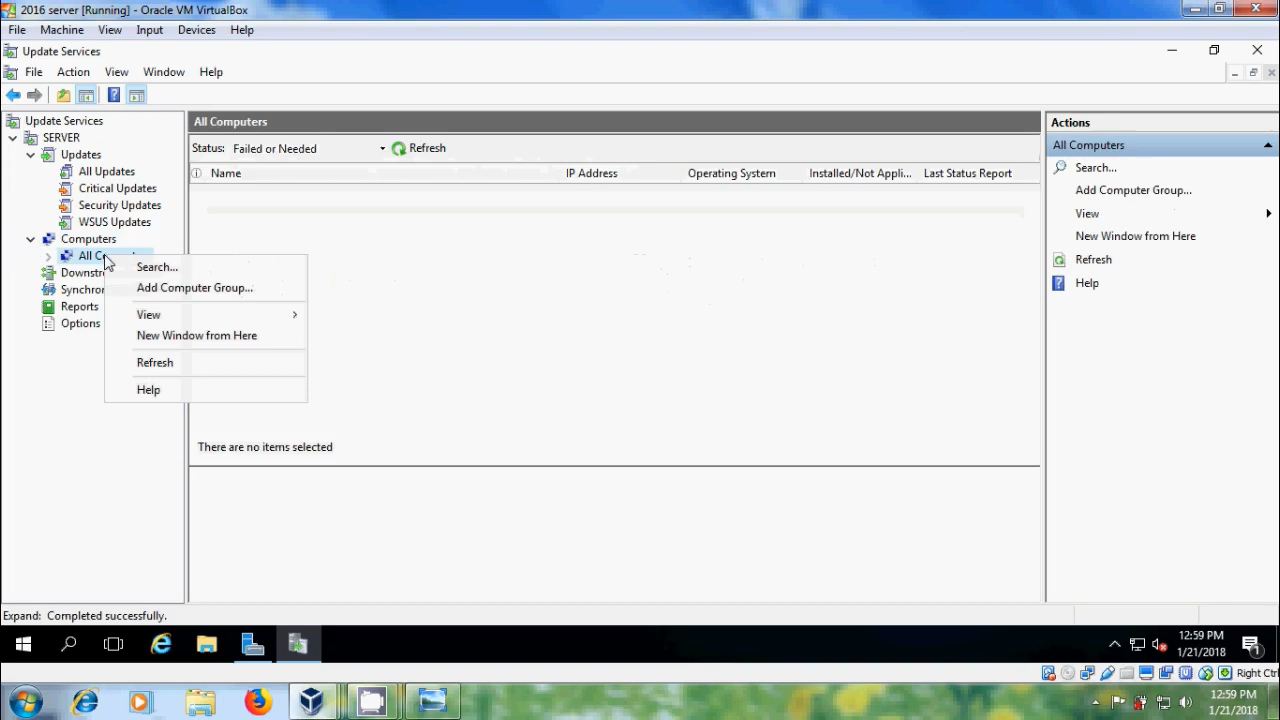 2016 server [Running] - Oracle VM VirtualBox
File Machine View Input Devices Help
Update Services
File Action View Window Help
Update Services
SERVER
Updates
All Updates
Critical Updates
Security Updates
WSUS Updates
Computers
All Co
Downstre
Synchror
Reports
Options
Search...
Add Computer Group...
View
New Window from Here
Refresh
Help
All Computers
Status: Failed or Needed Refresh
Name IP Address Operating System Installed/Not Appli... Last Status Report
There are no items selected
Actions
All Computers
Search...
Add Computer Group...
View
New Window from Here
Refresh
Help
Expand: Completed successfully.
12:59 PM
1/21/2018
1
Right Ctrl
12:59 PM
1/21/2018